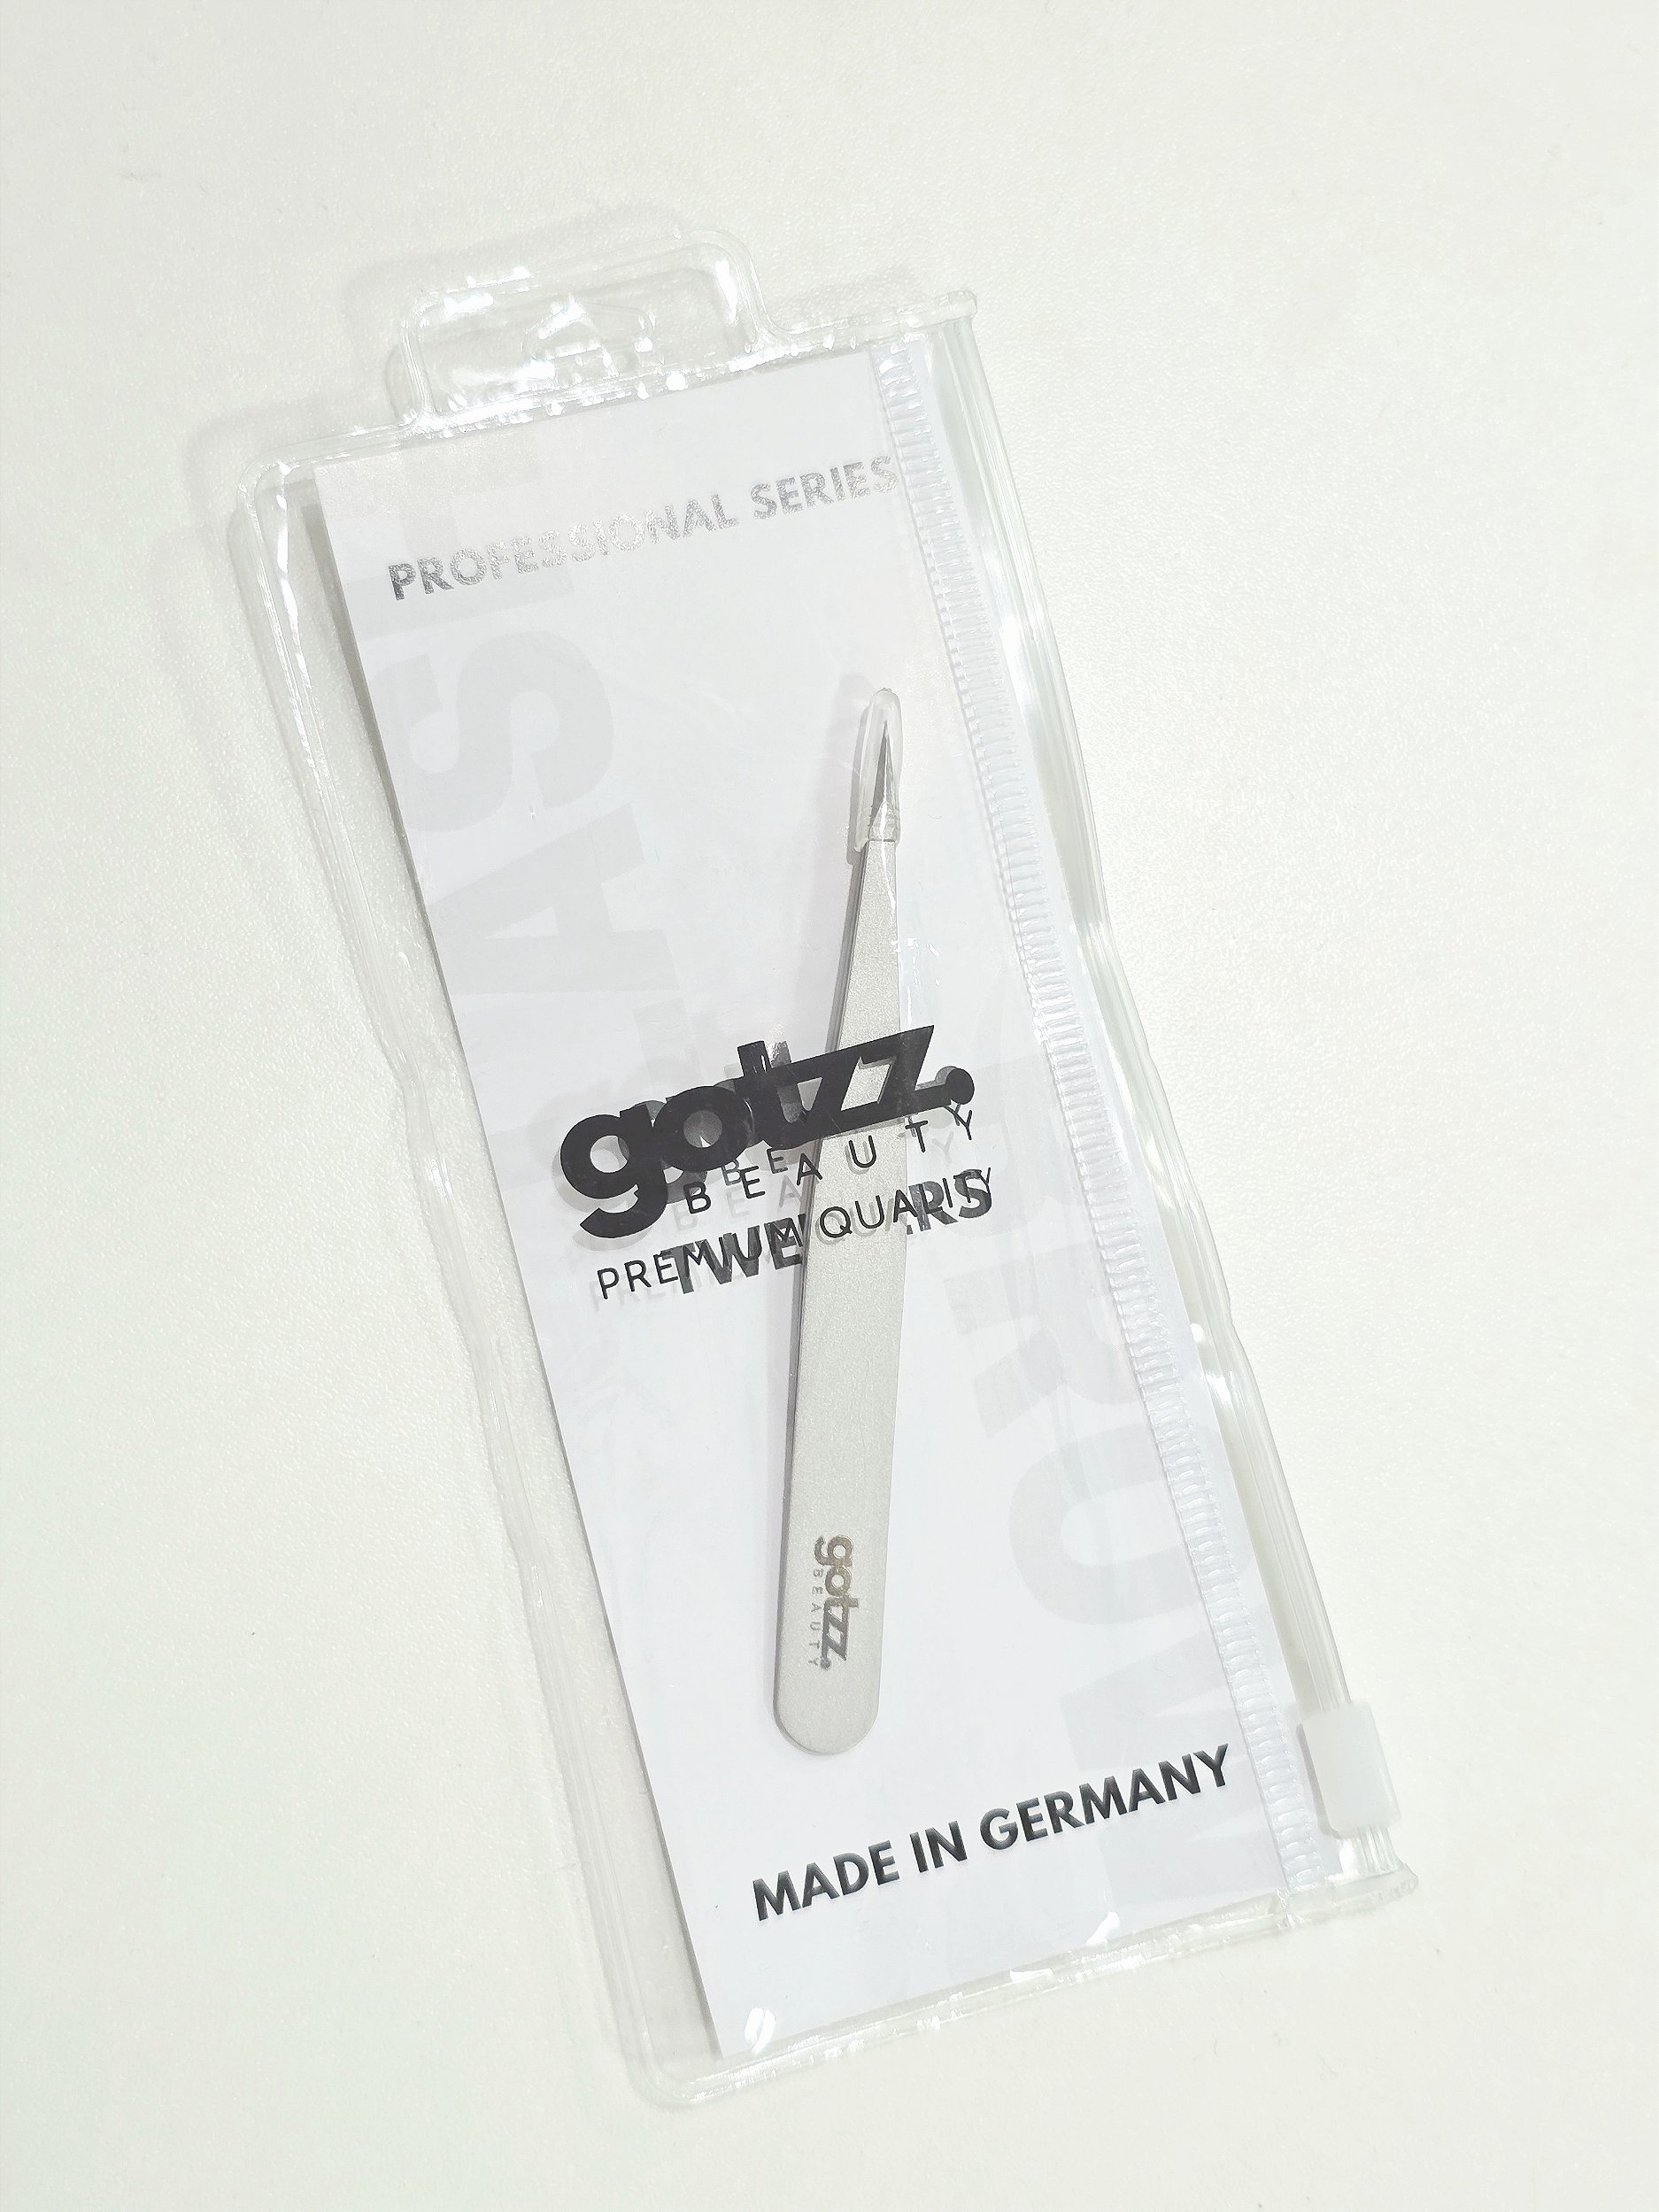 PROFESSIONAL SERIES
gotzz.
BEAUTY
PREMIUM QUALITY
gotzz.
BEAUTY
MADE IN GERMANY